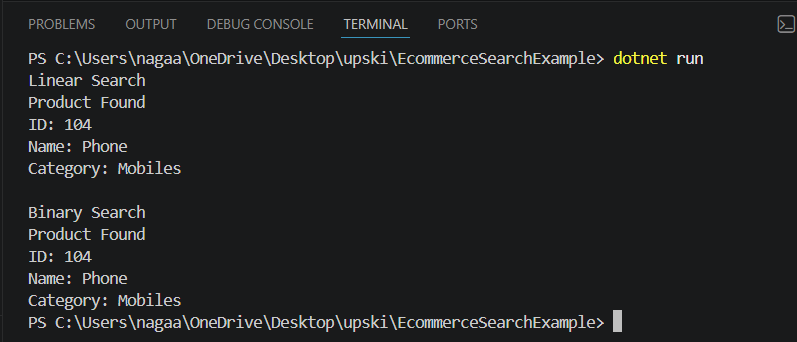 PROBLEMS OUTPUT DEBUG CONSOLE TERMINAL PORTS
PS C:\Users\nagaa\OneDrive\Desktop\upski\EcommerceSearchExample> dotnet run
Linear Search
Product Found
ID: 104
Name: Phone
Category: Mobiles

Binary Search
Product Found
ID: 104
Name: Phone
Category: Mobiles
PS C:\Users\nagaa\OneDrive\Desktop\upski\EcommerceSearchExample>